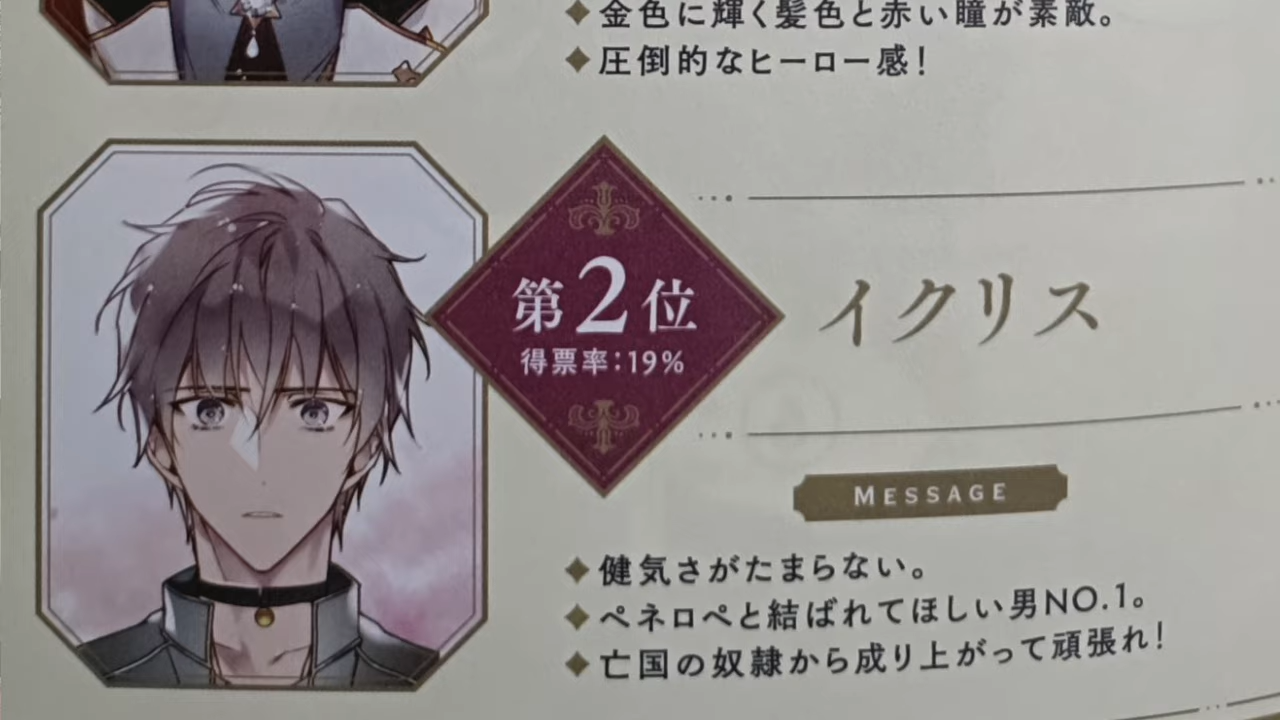 ◆金色に輝く髪色と赤い瞳が素敵。
◆圧倒的なヒーロー感!
第2位
得票率:19%
イクリス
MESSAGE
◆健気さがたまらない。
◆ペネロペと結ばれてほしい男NO.1。
◆亡国の奴隷から成り上がって頑張れ!